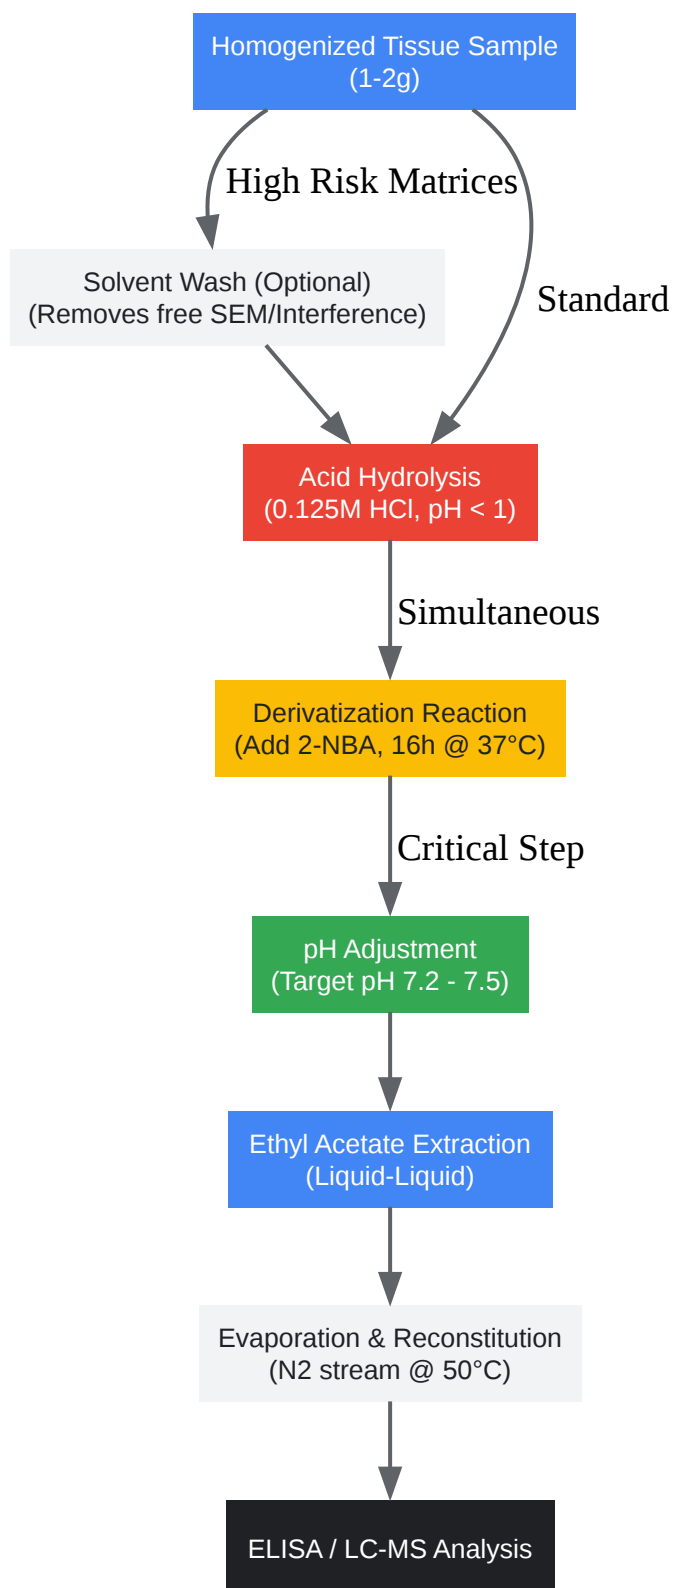 Homogenized Tissue Sample
(1-2g)
High Risk Matrices
Solvent Wash (Optional)
(Removes free SEM/Interference)
Standard
Acid Hydrolysis
(0.125M HCl, pH < 1)
Simultaneous
Derivatization Reaction
(Add 2-NBA, 16h @ 37°C)
Critical Step
pH Adjustment
(Target pH 7.2 - 7.5)
Ethyl Acetate Extraction
(Liquid-Liquid)
Evaporation & Reconstitution
(N2 stream @ 50°C)
ELISA / LC-MS Analysis